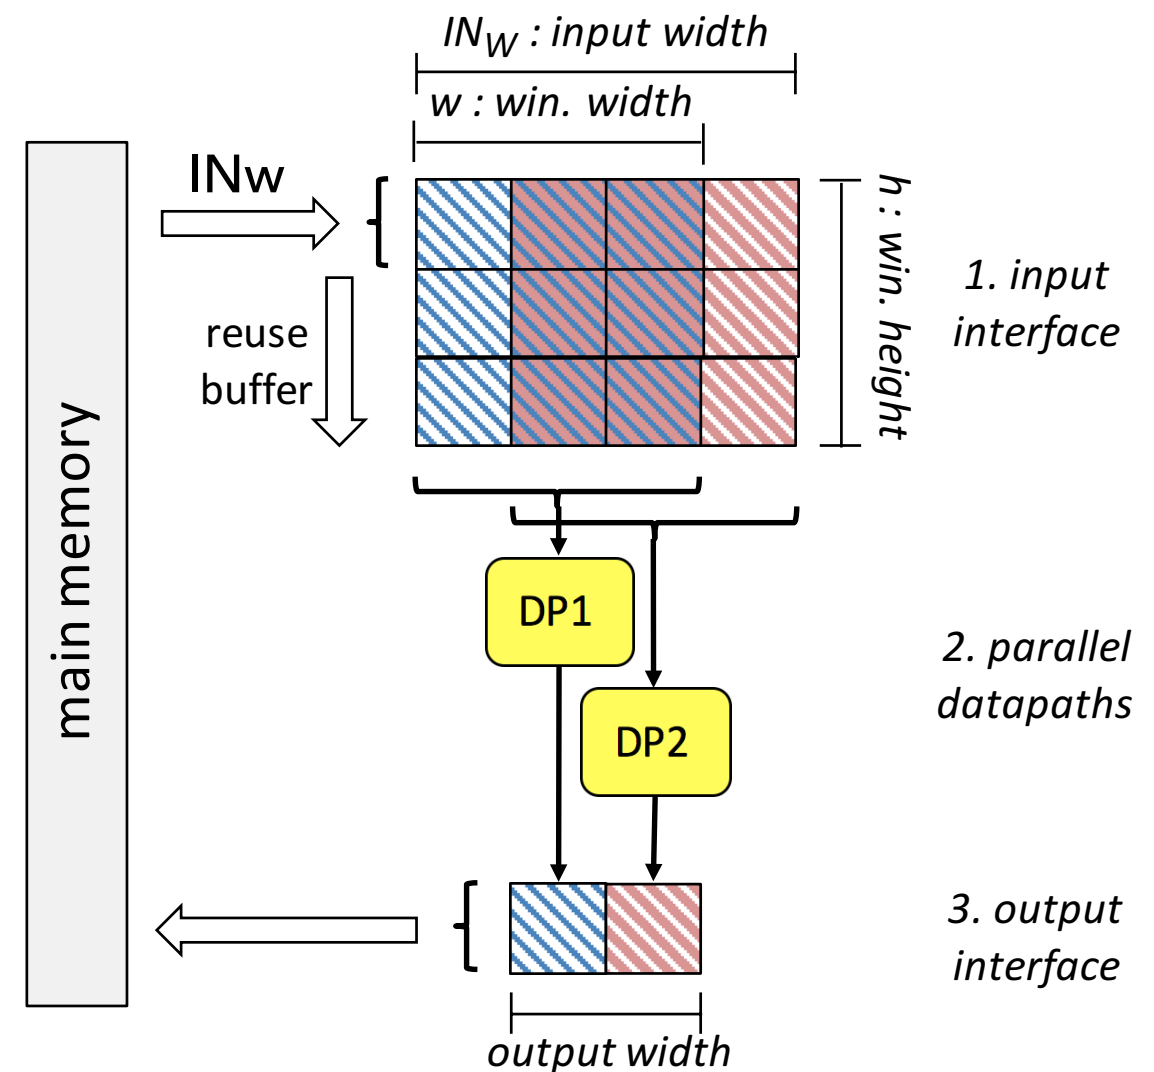 IN_W : input width
w : win. width
INw
h : win. height
1. input
interface
reuse
buffer
main memory
DP1
2. parallel
datapaths
DP2
3. output
interface
output width